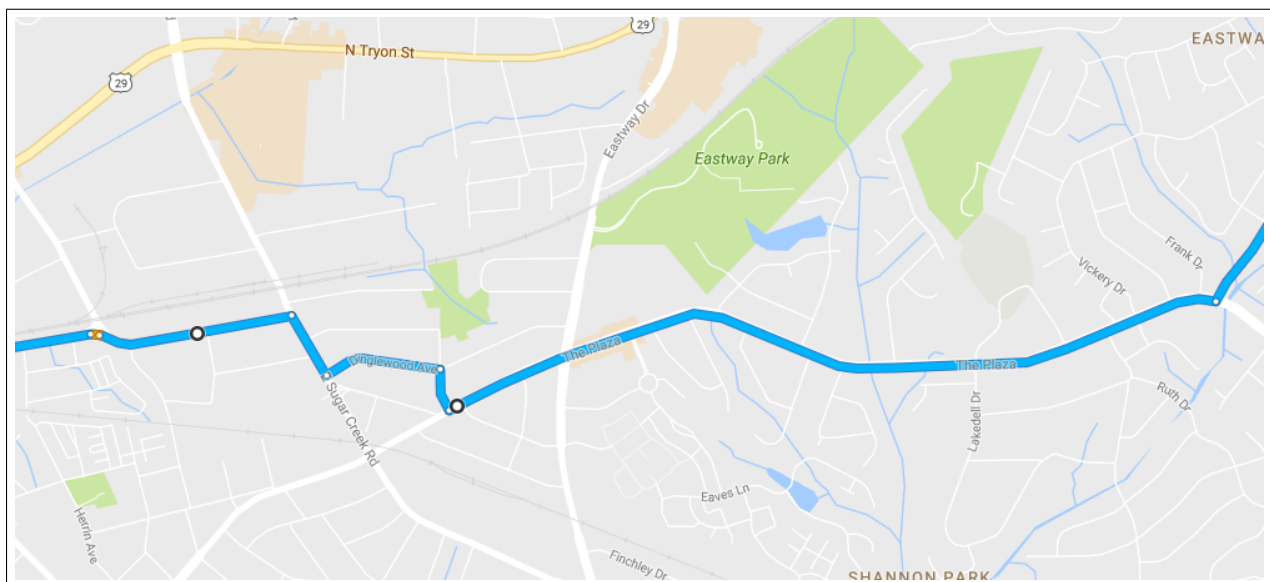 29
N Tryon St
29
EASTWA
Eastway Dr
Eastway Park
Frank Dr
Vickery Dr
The Plaza
Dinglewood Ave
The Plaza
Sugar Creek Rd
Lakedell Dr
Ruth Dr
Eaves Ln
Herrin Ave
Finchley Dr
SHANNON PARK